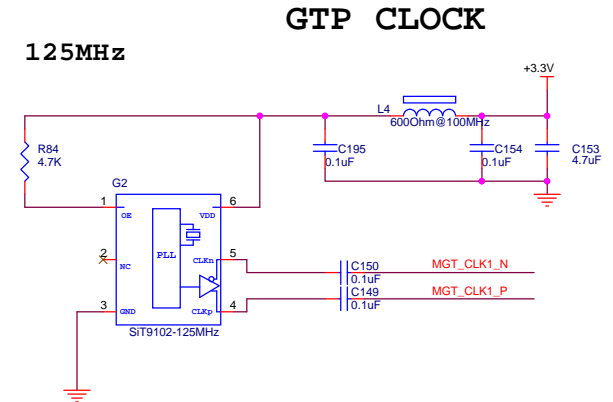 GTP CLOCK
125MHz
+3.3V
L4
600Ohm@100MHz
R84
4.7K
C195
0.1uF
C154
0.1uF
C153
4.7uF
G2
1
OE
VDD
6
2
NC
PLL
CLKn
5
3
GND
CLKp
4
SiT9102-125MHz
C150
0.1uF
MGT_CLK1_N
C149
0.1uF
MGT_CLK1_P